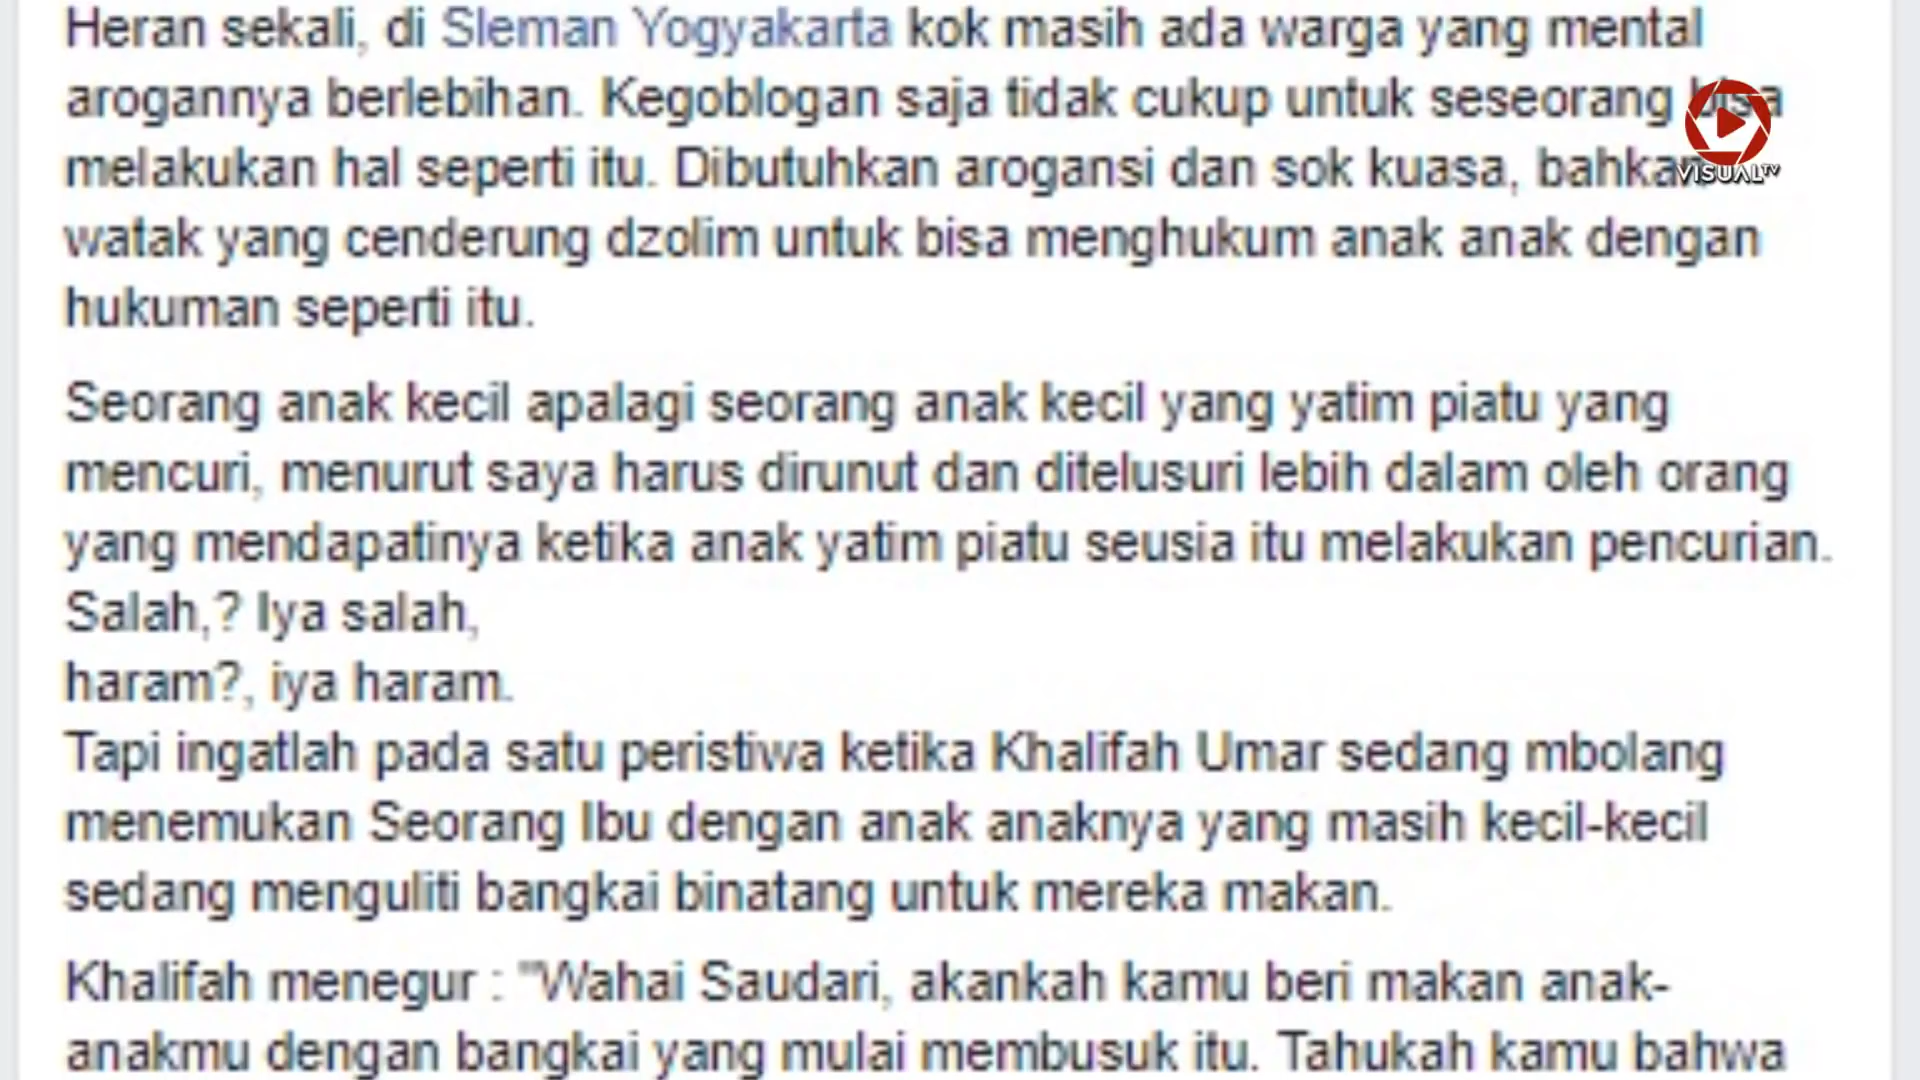 Heran sekali, di Sleman Yogyakarta kok masih ada warga yang mental
arogannya berlebihan. Kegoblogan saja tidak cukup untuk seseorang bisa
melakukan hal seperti itu. Dibutuhkan arogansi dan sok kuasa, bahkan
VISUAL TV
watak yang cenderung dzolim untuk bisa menghukum anak anak dengan
hukuman seperti itu.
Seorang anak kecil apalagi seorang anak kecil yang yatim piatu yang
mencuri, menurut saya harus dirunut dan ditelusuri lebih dalam oleh orang
yang mendapatinya ketika anak yatim piatu seusia itu melakukan pencurian.
Salah,? Iya salah,
haram?, iya haram.
Tapi ingatlah pada satu peristiwa ketika Khalifah Umar sedang mbolang
menemukan Seorang Ibu dengan anak anaknya yang masih kecil-kecil
sedang menguliti bangkai binatang untuk mereka makan.
Khalifah menegur : "Wahai Saudari, akankah kamu beri makan anak-
anakmu dengan bangkai yang mulai membusuk itu. Tahukah kamu bahwa